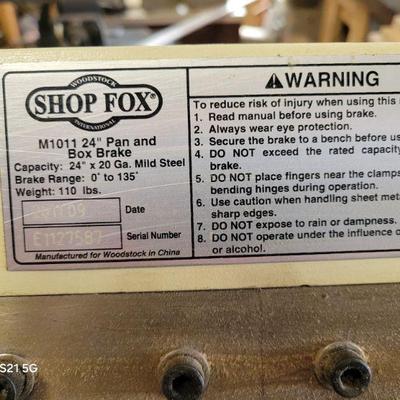 WOODSTOCK
SHOP FOX®
INTERNATIONAL
M1011 24" Pan and
Box Brake
Capacity: 24" x 20 Ga. Mild Steel
Brake Range: 0° to 135°
Weight: 110 lbs.
Date
Serial Number
Manufactured for Woodstock in China
WARNING
To reduce risk of injury when using this
1. Read manual before using brake.
2. Always wear eye protection.
3. Secure the brake to a bench before
4. DO NOT exceed the rated capacity
brake.
5. DO NOT place fingers near the clamps
bending hinges during operation.
6. Use caution when handling sheet
sharp edges.
7. DO NOT expose to rain or dampness.
8. DO NOT operate under the influence
or alcohol.
S21 5G